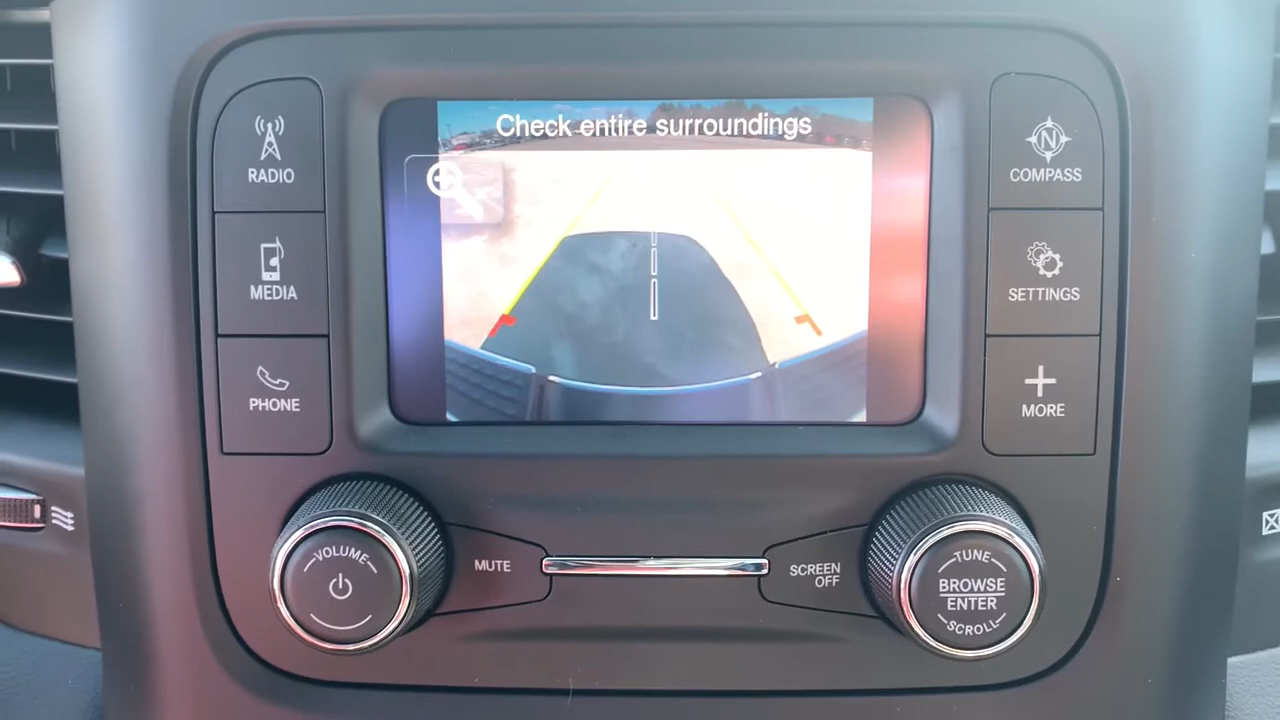 Check entire surroundings
RADIO
MEDIA
PHONE
N
COMPASS
SETTINGS
MORE
VOLUME
MUTE
SCREEN
OFF
TUNE
BROWSE
ENTER
SCROLL